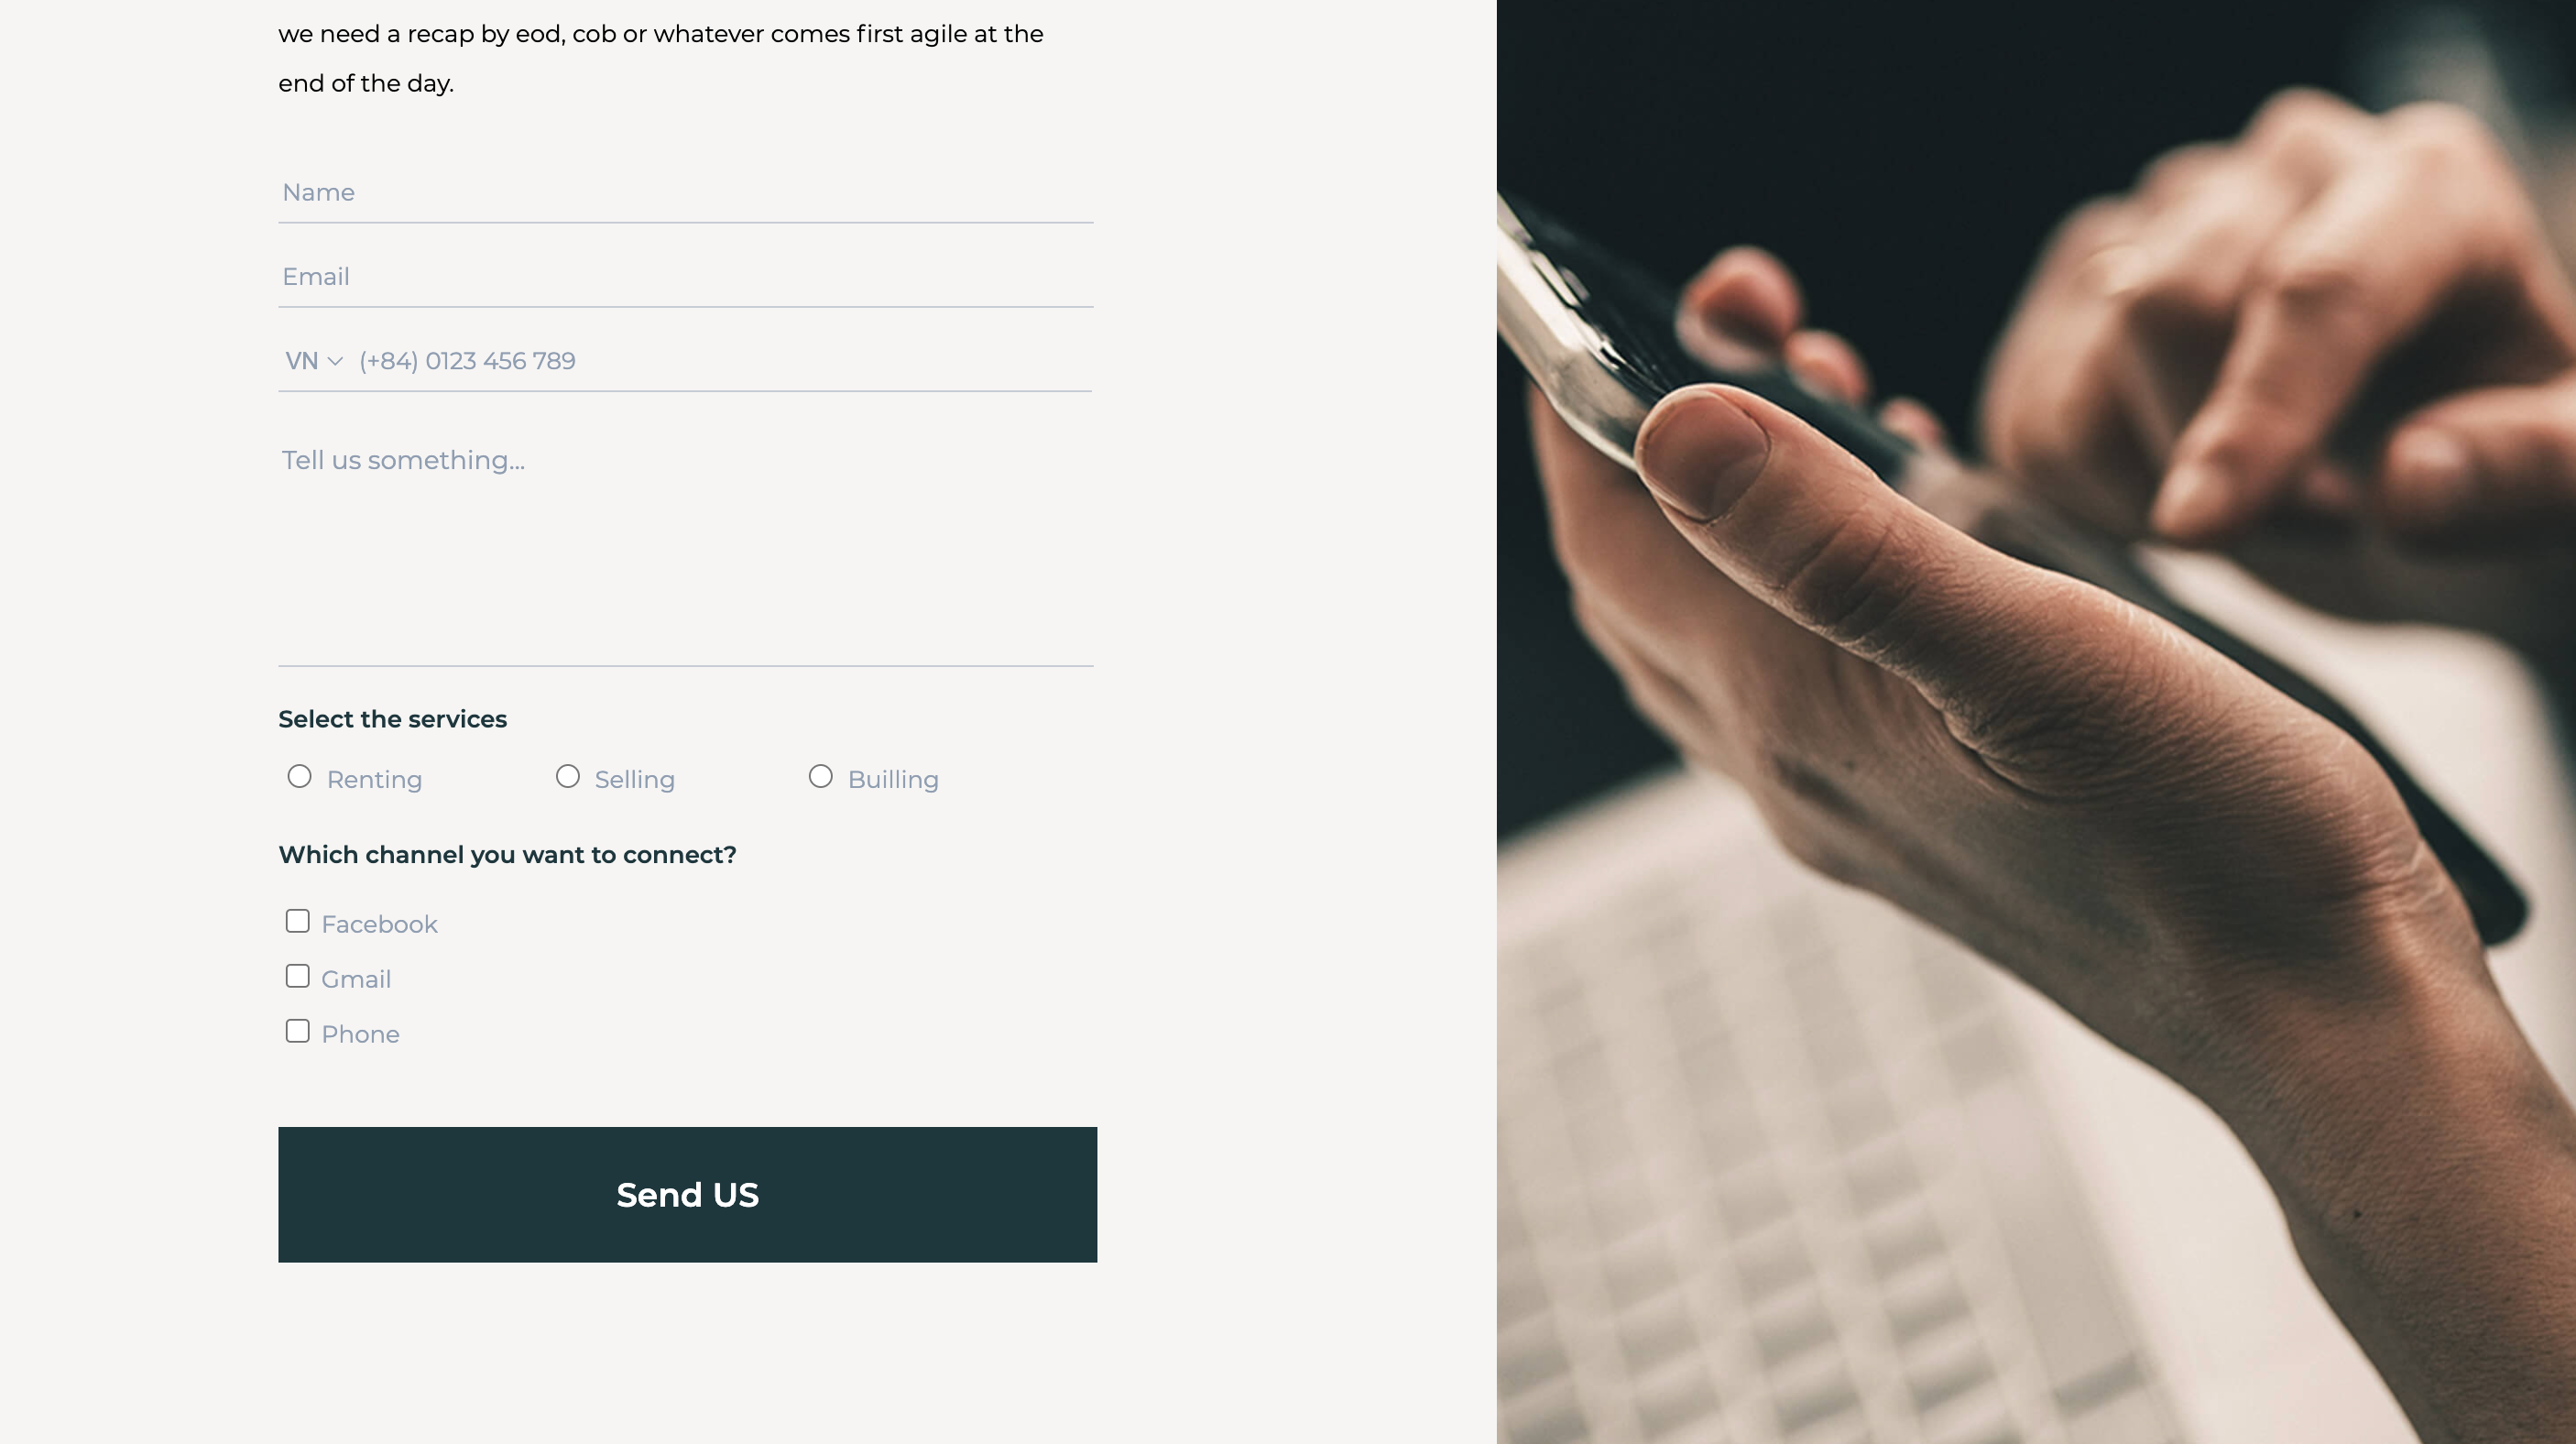 we need a recap by eod, cob or whatever comes first agile at the
end of the day.
Name
Email
VN (+84) 0123 456 789
Tell us something...
Select the services
Renting Selling Builling
Which channel you want to connect?
Facebook
Gmail
Phone
Send US